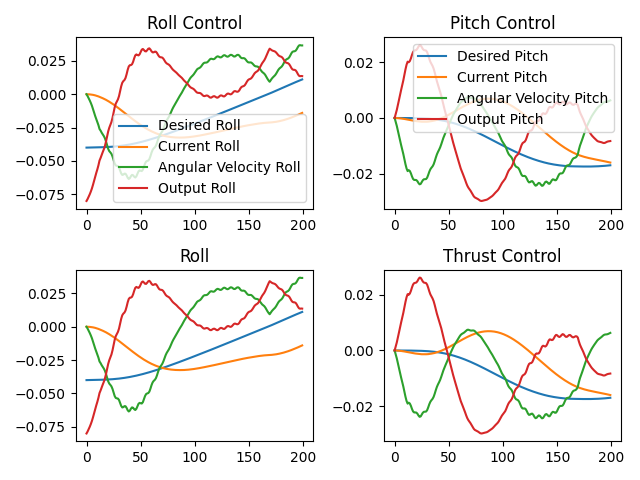 Roll Control
0.025
0.000
−0.025
−0.050
−0.075
0 50 100 150 200
Desired Roll
Current Roll
Angular Velocity Roll
Output Roll
Pitch Control
0.02
0.00
−0.02
0 50 100 150 200
Desired Pitch
Current Pitch
Angular Velocity Pitch
Output Pitch
Roll
0.025
0.000
−0.025
−0.050
−0.075
0 50 100 150 200
Thrust Control
0.02
0.00
−0.02
0 50 100 150 200